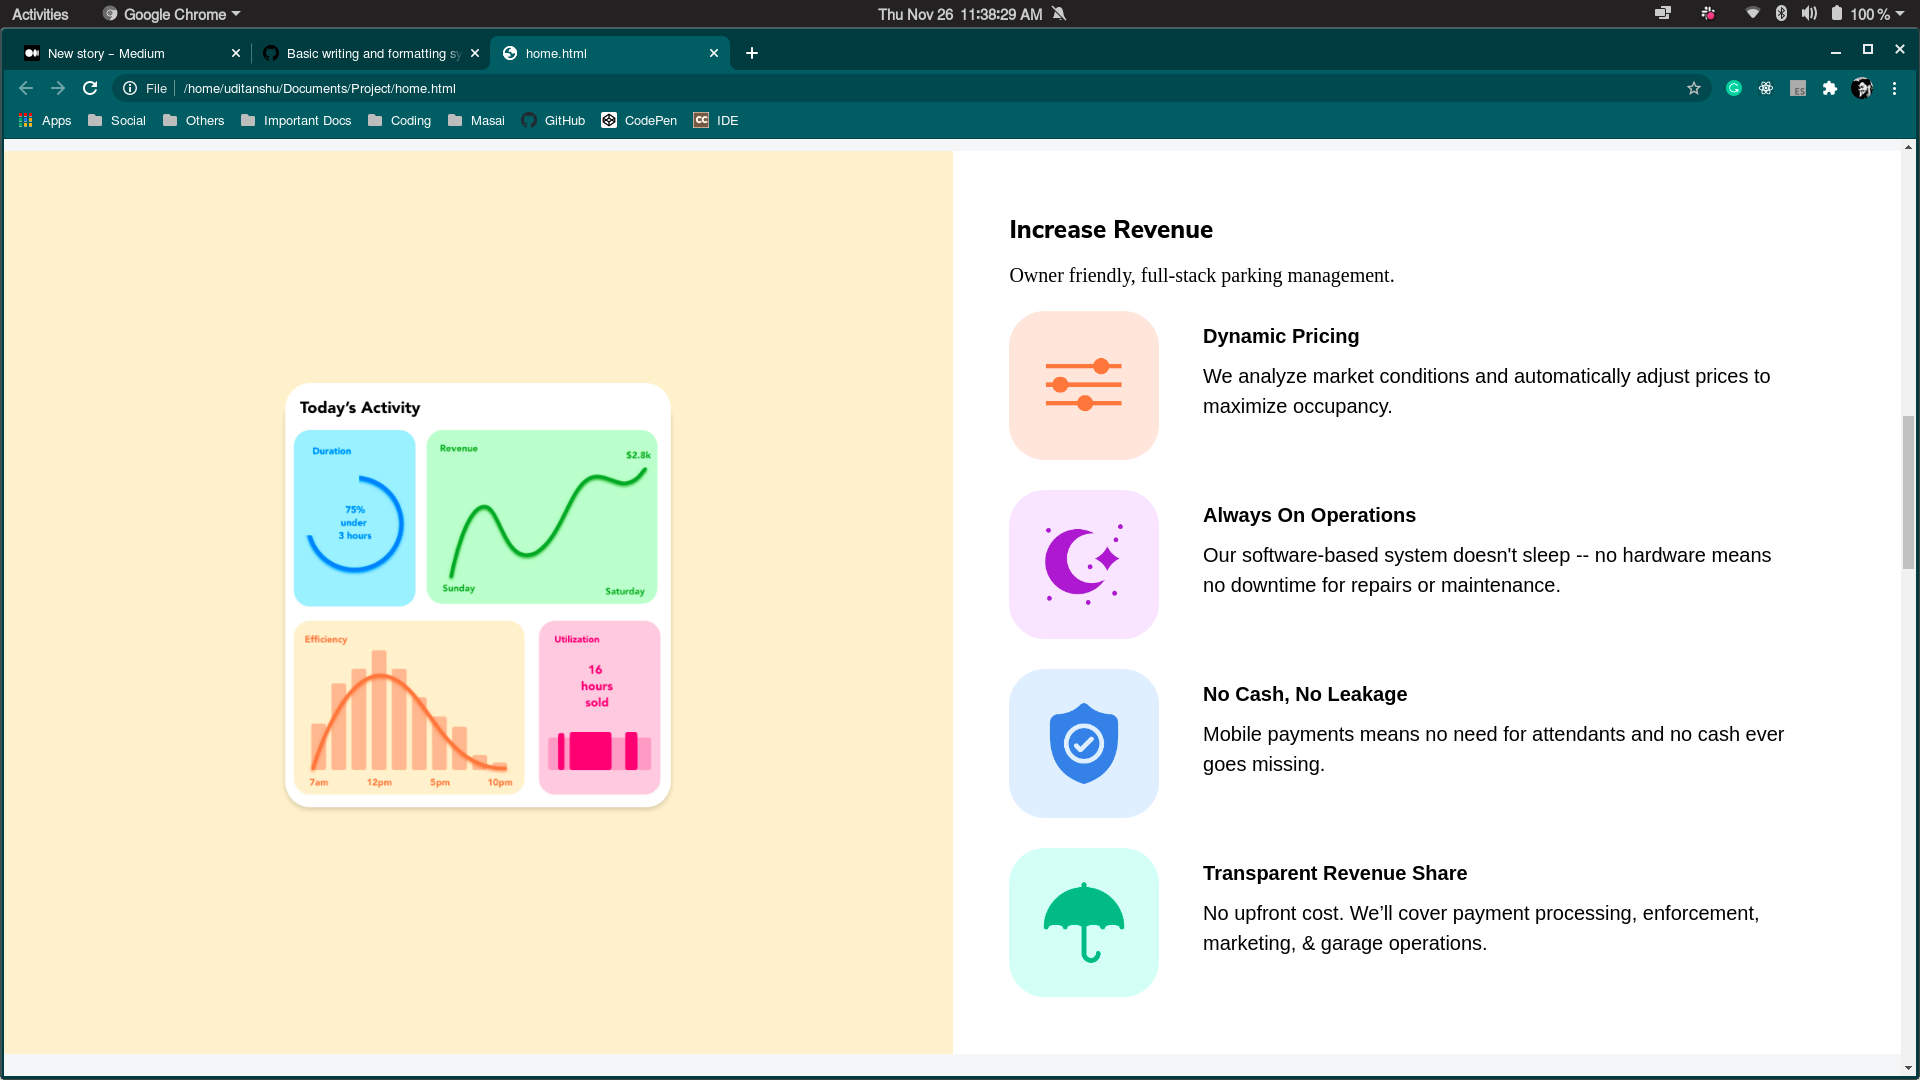 Activities
Google Chrome
Thu Nov 26 11:38:29 AM
100 %
New story – Medium
Basic writing and formatting sy
home.html
File
/home/uditanshu/Documents/Project/home.html
ES
Apps
Social
Others
Important Docs
Coding
Masai
GitHub
CodePen
CC
IDE
Today's Activity
Duration
75%
under
3 hours
Revenue
$2.8k
Sunday
Saturday
Efficiency
7am
12pm
5pm
10pm
Utilization
16
hours
sold
Increase Revenue
Owner friendly, full-stack parking management.
Dynamic Pricing
We analyze market conditions and automatically adjust prices to
maximize occupancy.
Always On Operations
Our software-based system doesn't sleep -- no hardware means
no downtime for repairs or maintenance.
No Cash, No Leakage
Mobile payments means no need for attendants and no cash ever
goes missing.
Transparent Revenue Share
No upfront cost. We’ll cover payment processing, enforcement,
marketing, & garage operations.